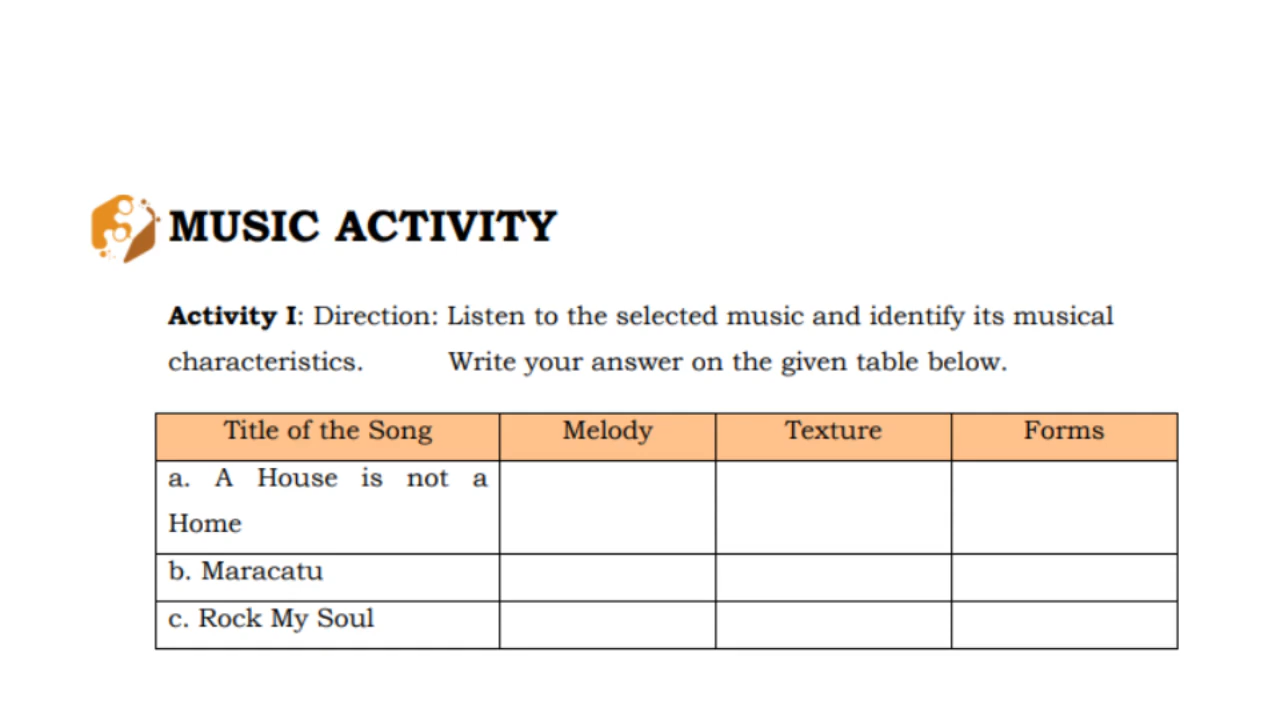 MUSIC ACTIVITY
Activity I: Direction: Listen to the selected music and identify its musical
characteristics. Write your answer on the given table below.
Title of the Song Melody Texture Forms
a. A House is not a
Home
b. Maracatu
c. Rock My Soul